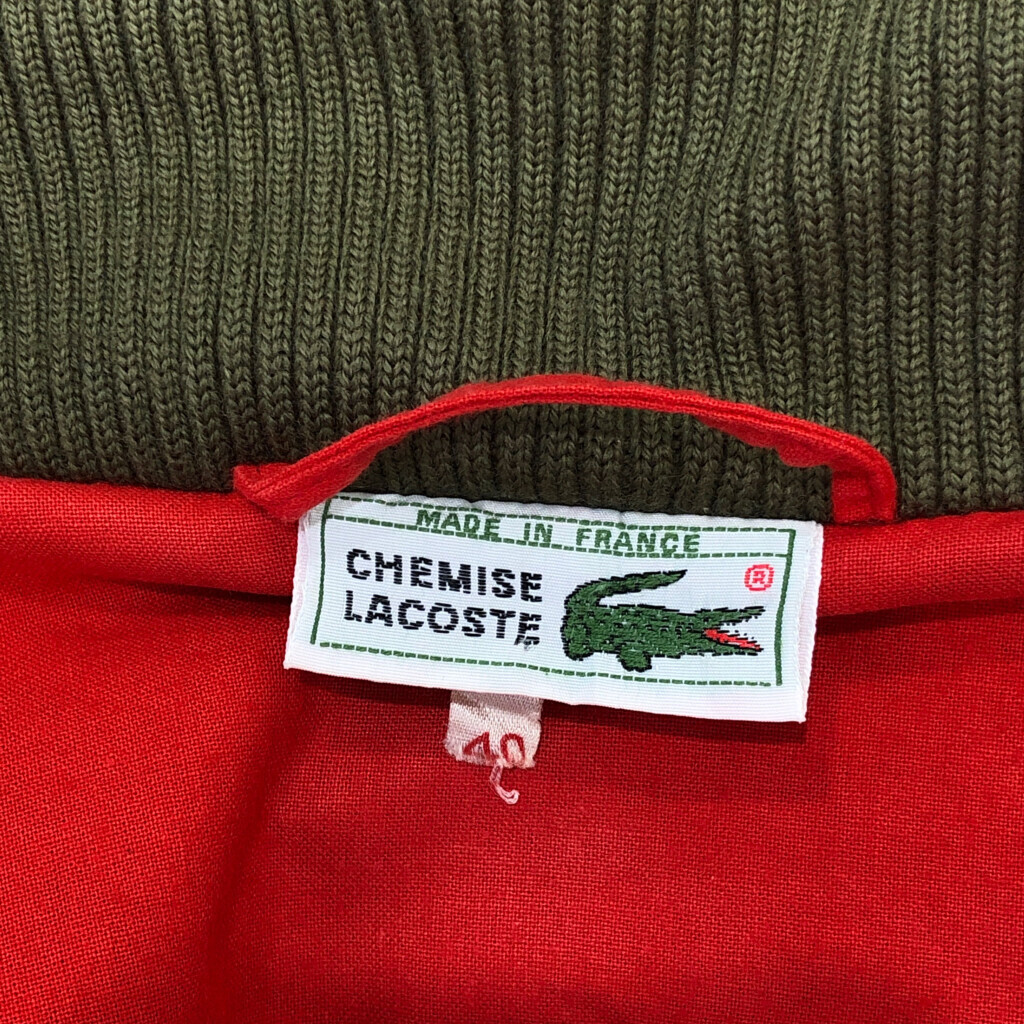 MADE IN FRANCE
CHEMISE
LACOSTE
®
40